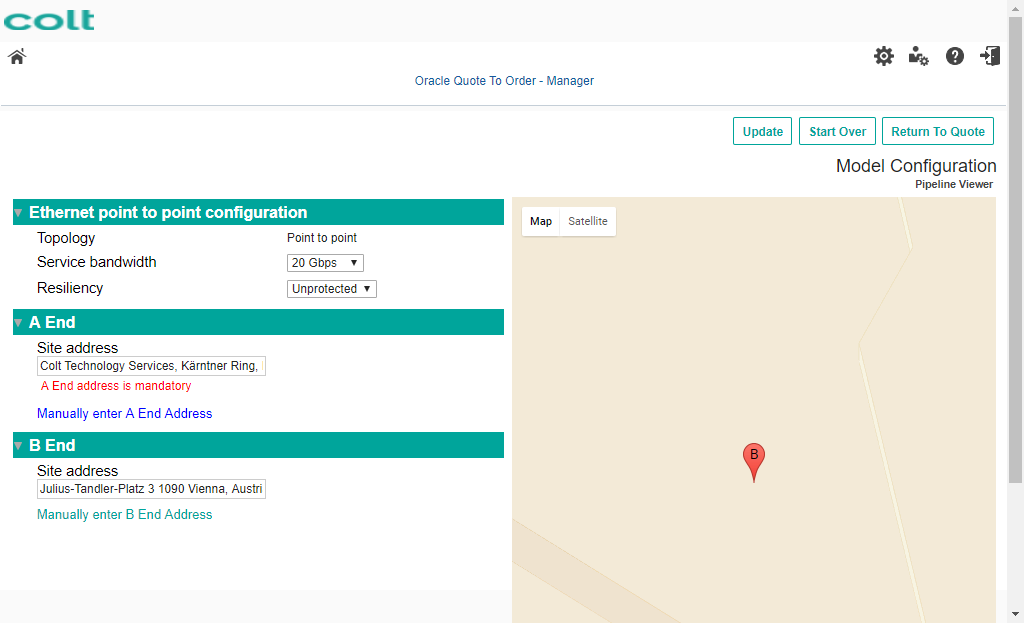 colt
Oracle Quote To Order - Manager
Update
Start Over
Return To Quote
Model Configuration
Pipeline Viewer
Ethernet point to point configuration
Topology
Point to point
Service bandwidth
20 Gbps
Resiliency
Unprotected
A End
Site address
Colt Technology Services, Kärntner Ring,
A End address is mandatory
Manually enter A End Address
B End
Site address
Julius-Tandler-Platz 3 1090 Vienna, Austri
Manually enter B End Address
Map
Satellite
B